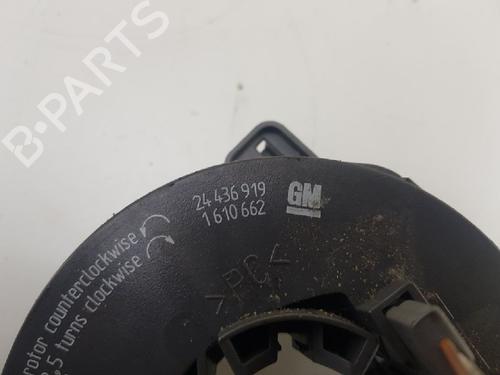 24 436 919
1 610 662
GM
rotor counterclockwise
,5 turns clockwise
>PC<
B-PARTS